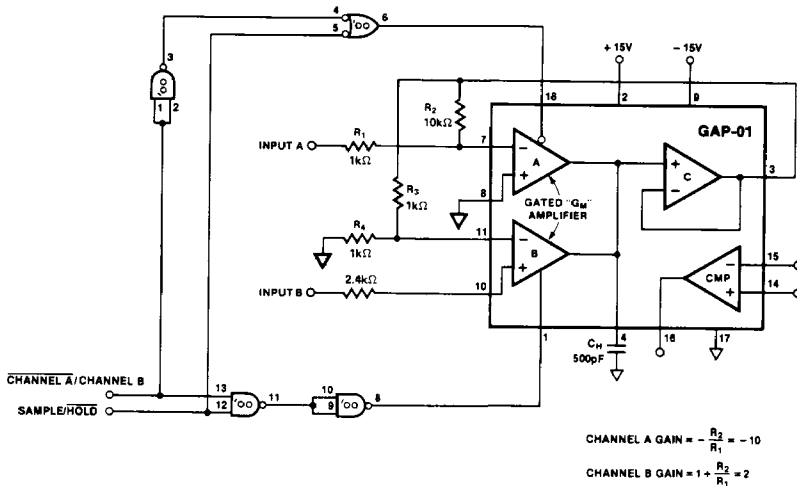 4
5
6
3
'00
'00
1 2
+ 15V
− 15V
18
2
9
R2
10kΩ
GAP-01
INPUT A
R1
1kΩ
7
−
A
+
8
+
C
−
3
R3
1kΩ
GATED "GM"
AMPLIFIER
R4
1kΩ
11
−
B
+
INPUT B
2.4kΩ
10
−
15
CMP
+
14
1
CH
500pF
4
16
17
CHANNEL A/CHANNEL B
13
SAMPLE/HOLD
12
'00
11
10
9
'00
8
CHANNEL A GAIN = − R2/R1 = −10
CHANNEL B GAIN = 1 + R2/R1 = 2